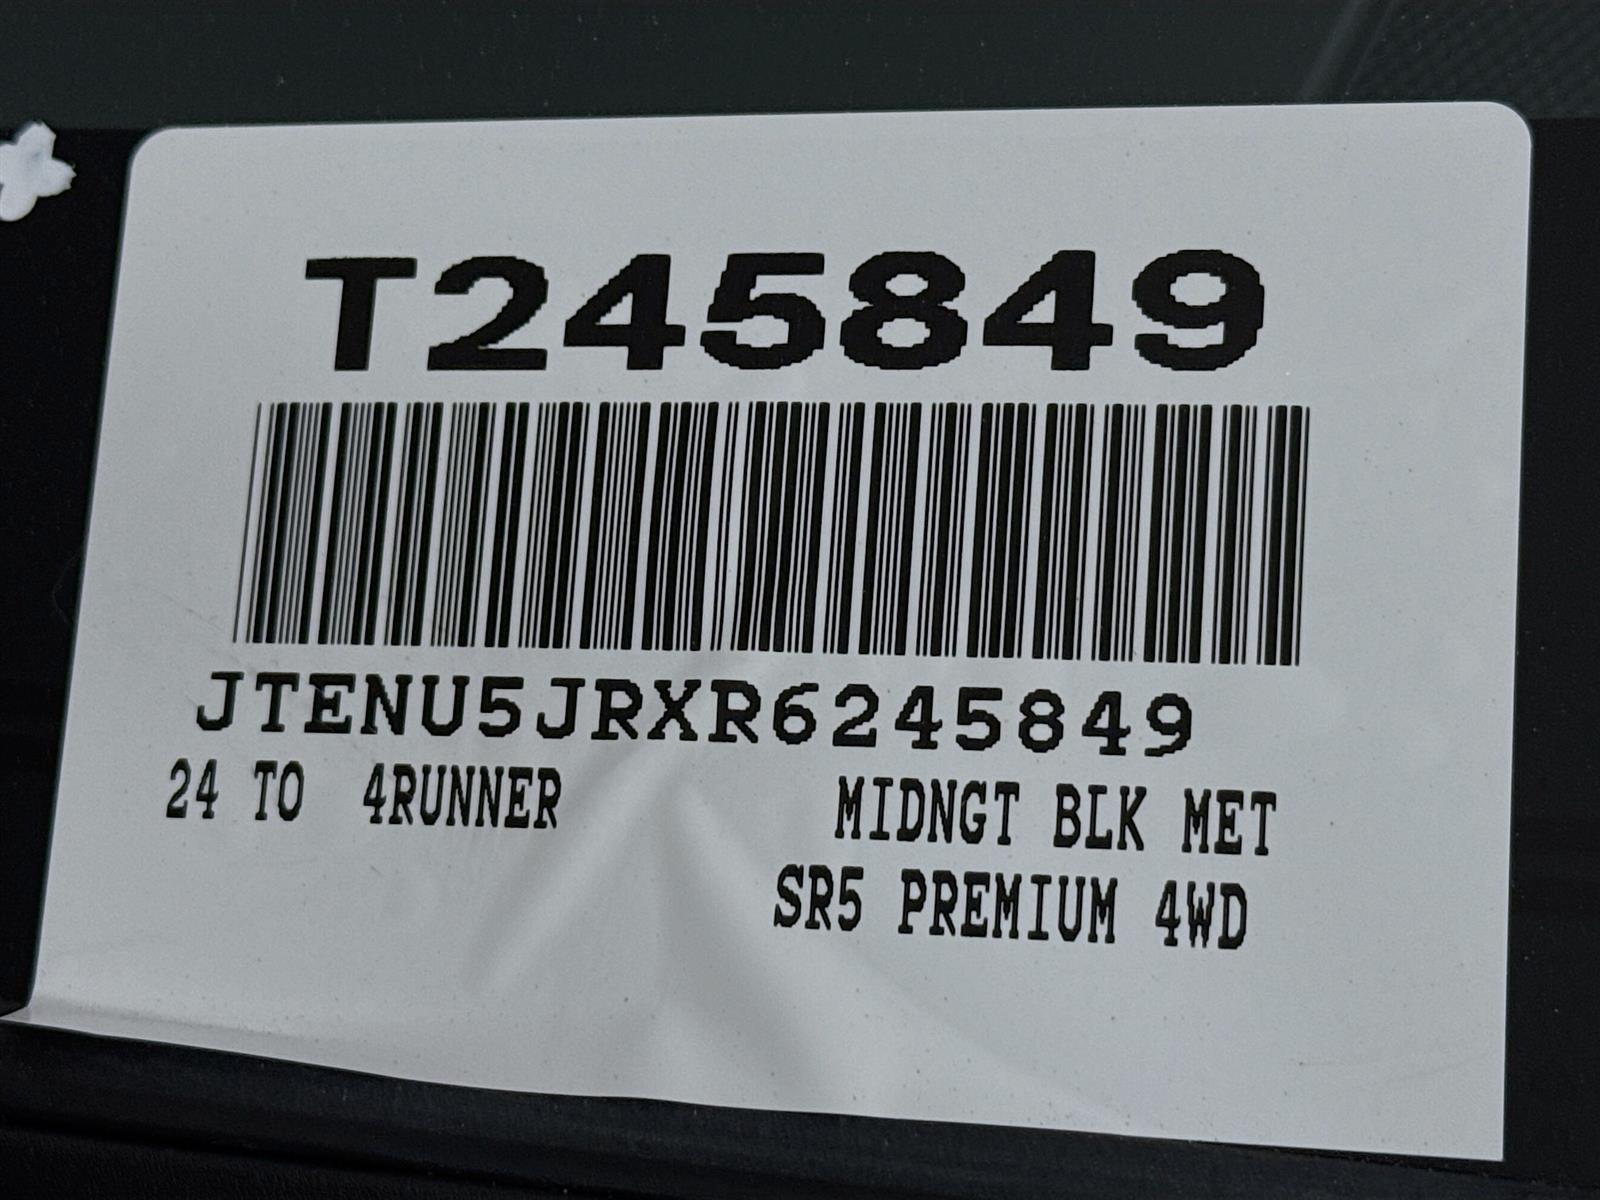 T245849
JTENU5JRXR6245849
24 TO 4RUNNER MIDNGT BLK MET
SR5 PREMIUM 4WD